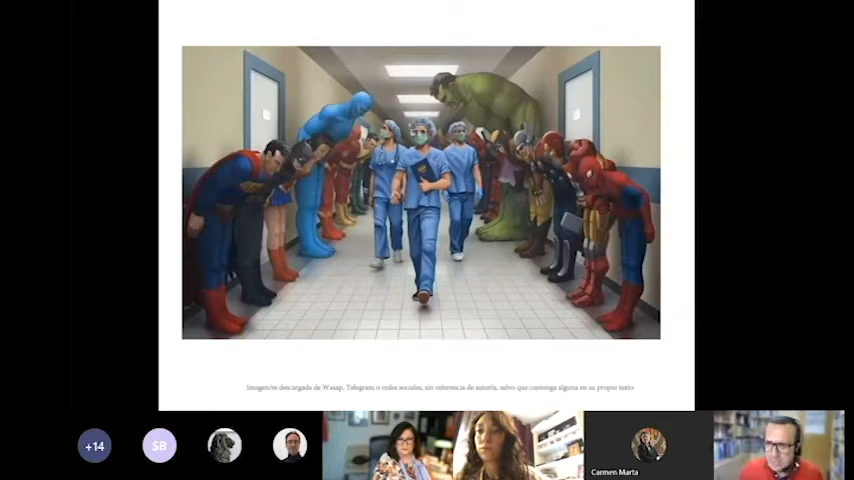 Imagen/es descargada de Wasap, Telegram o redes sociales, sin referencia de autoría, salvo que contenga alguna en su propio texto
+14
SB
Carmen Marta